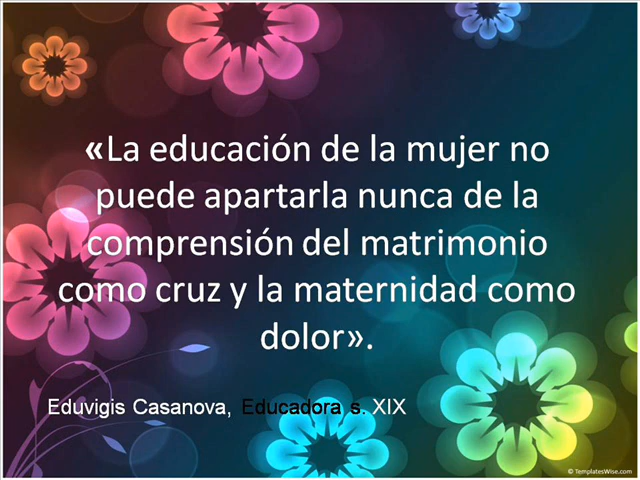 «La educación de la mujer no
puede apartarla nunca de la
comprensión del matrimonio
como cruz y la maternidad como
dolor».
Eduvigis Casanova, Educadora s. XIX
© TemplatesWise.com